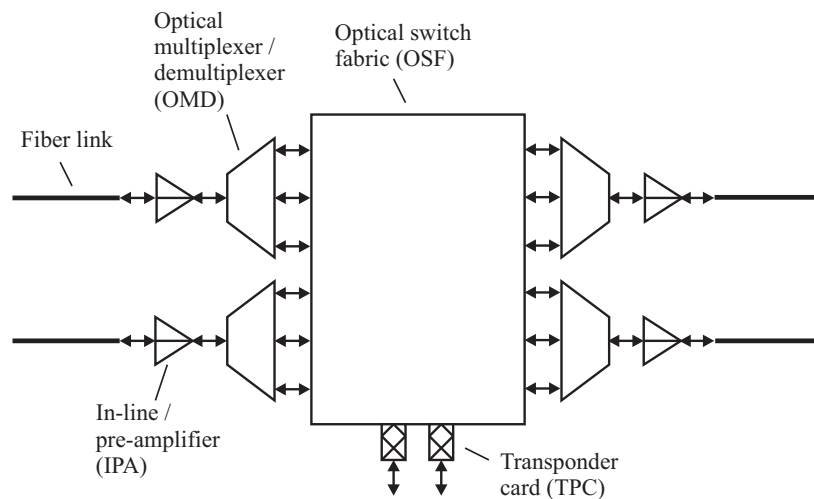 Optical
multiplexer /
demultiplexer
(OMD)
Optical switch
fabric (OSF)
Fiber link
In-line /
pre-amplifier
(IPA)
Transponder
card (TPC)